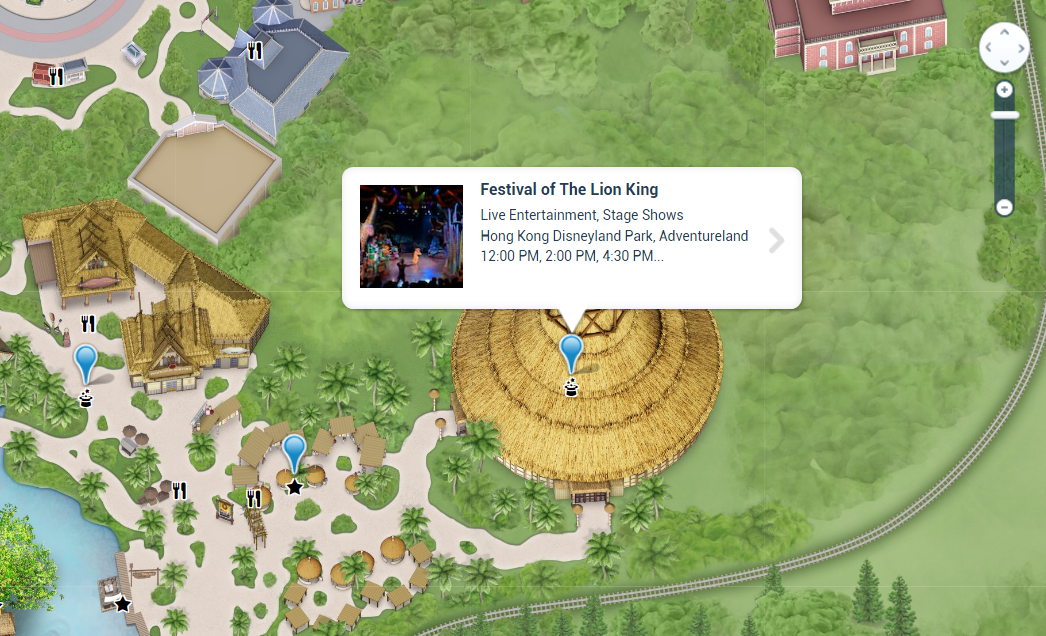 Festival of The Lion King
Live Entertainment, Stage Shows
Hong Kong Disneyland Park, Adventureland
12:00 PM, 2:00 PM, 4:30 PM...